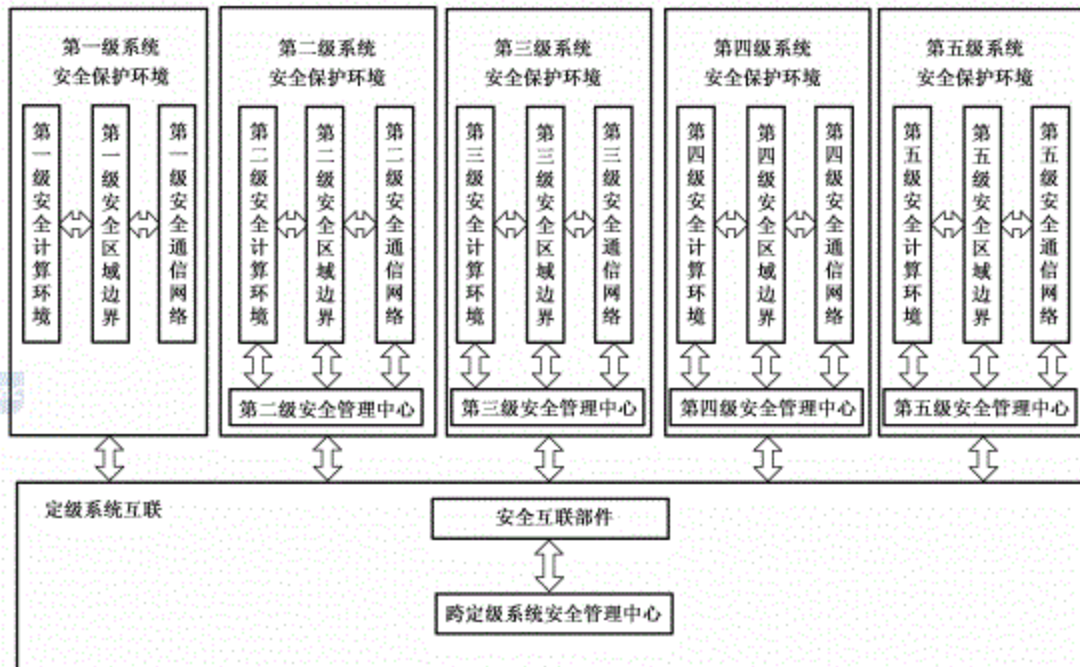 第一级系统
安全保护环境
第一级安全计算环境
第一级安全区域边界
第一级安全通信网络
第二级系统
安全保护环境
第二级安全计算环境
第二级安全区域边界
第二级安全通信网络
第二级安全管理中心
第三级系统
安全保护环境
第三级安全计算环境
第三级安全区域边界
第三级安全通信网络
第三级安全管理中心
第四级系统
安全保护环境
第四级安全计算环境
第四级安全区域边界
第四级安全通信网络
第四级安全管理中心
第五级系统
安全保护环境
第五级安全计算环境
第五级安全区域边界
第五级安全通信网络
第五级安全管理中心
定级系统互联
安全互联部件
跨定级系统安全管理中心